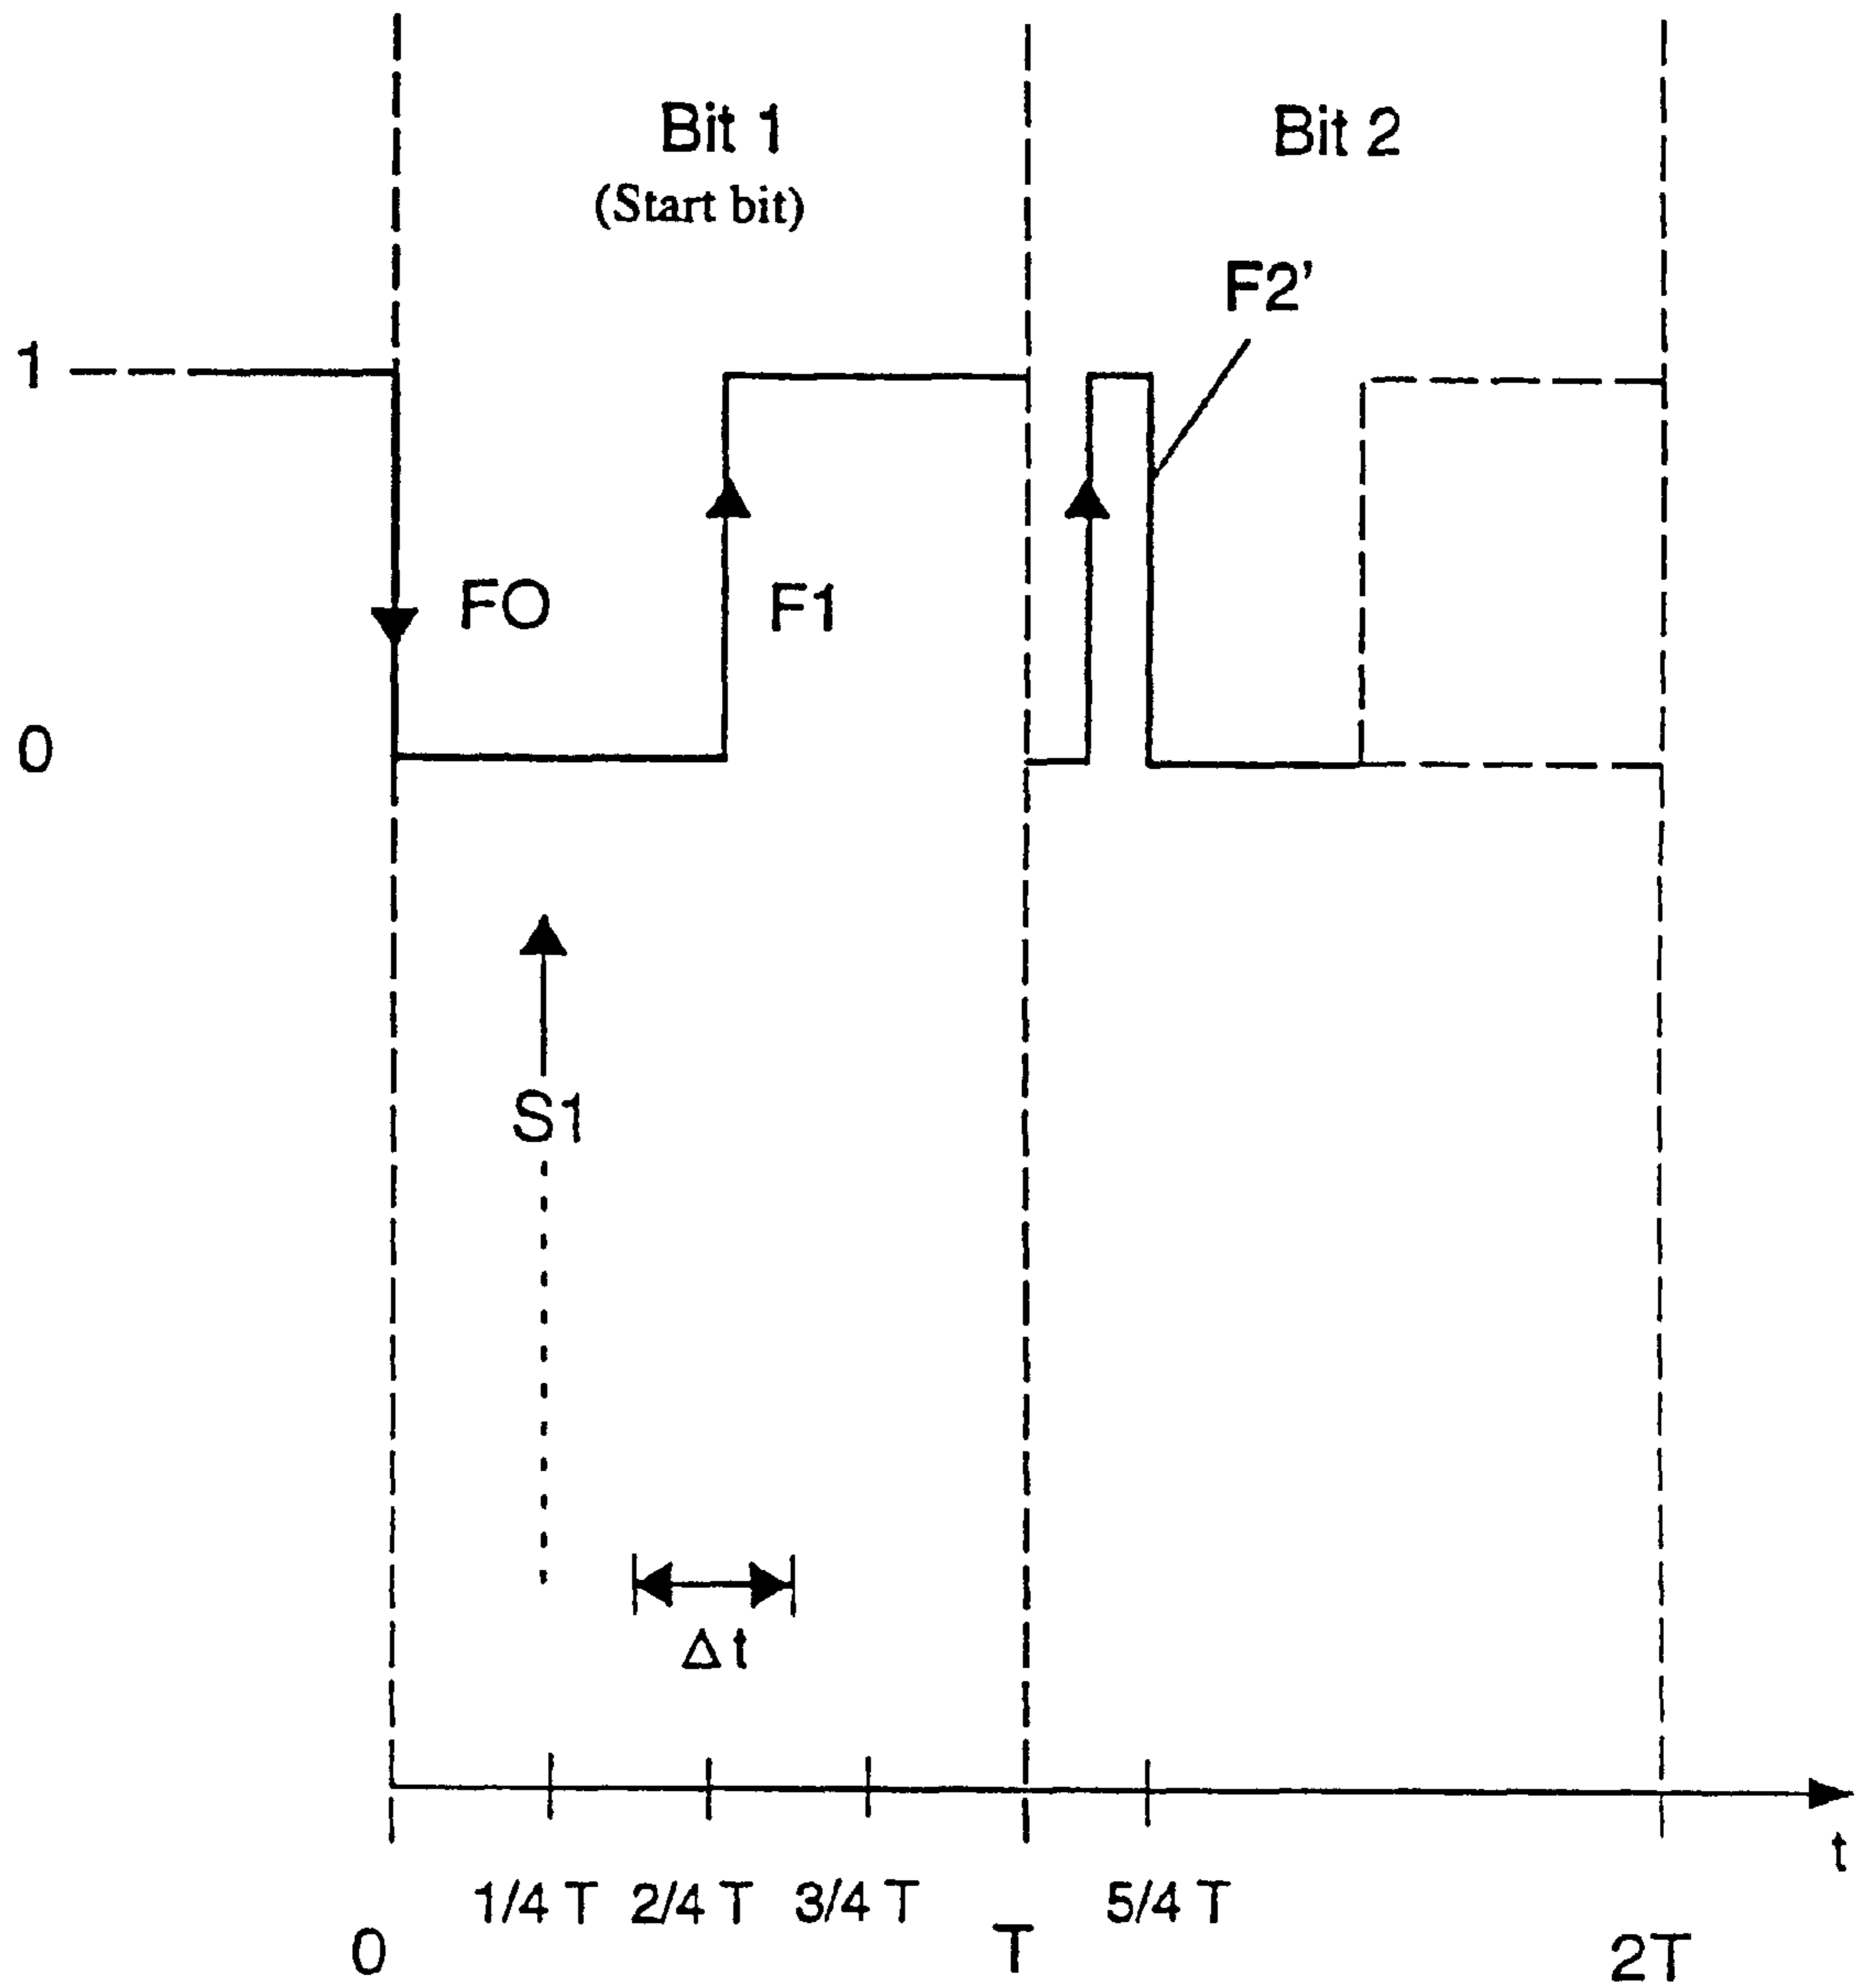 Bit 1
Bit 2
(Start bit)
F2'
1
FO
F1
0
S1
Δt
t
1/4 T
2/4 T
3/4 T
5/4 T
0
T
2T